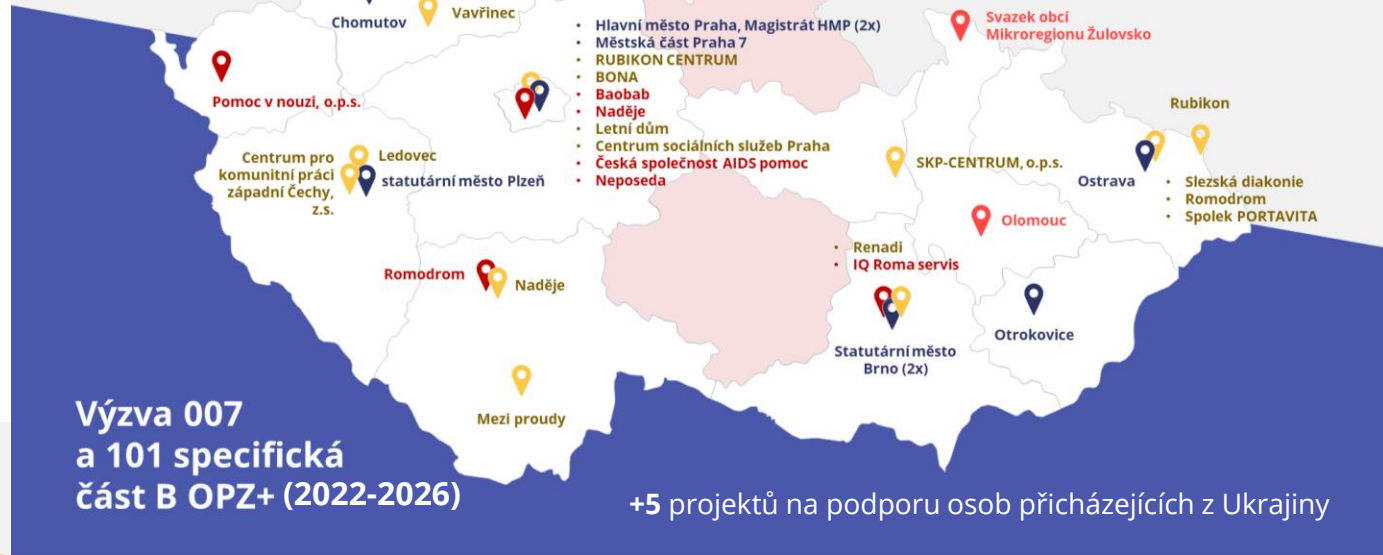 Chomutov
Vavřinec
• Hlavní město Praha, Magistrát HMP (2x)
• Městská část Praha 7
• RUBIKON CENTRUM
• BONA
• Baobab
• Naděje
• Letní dům
• Centrum sociálních služeb Praha
• Česká společnost AIDS pomoc
• Neposeda
Svazek obcí
Mikroregionu Žulovsko
Pomoc v nouzi, o.p.s.
Rubikon
Centrum pro
komunitní práci
západní Čechy,
z.s.
Ledovec
statutární město Plzeň
SKP-CENTRUM, o.p.s.
Ostrava
• Slezská diakonie
• Romodrom
• Spolek PORTAVITA
Olomouc
• Renadi
• IQ Roma servis
Romodrom
Naděje
Otrokovice
Statutární město
Brno (2x)
Mezi proudy
Výzva 007
a 101 specifická
část B OPZ+ (2022-2026)
+5 projektů na podporu osob přicházejících z Ukrajiny